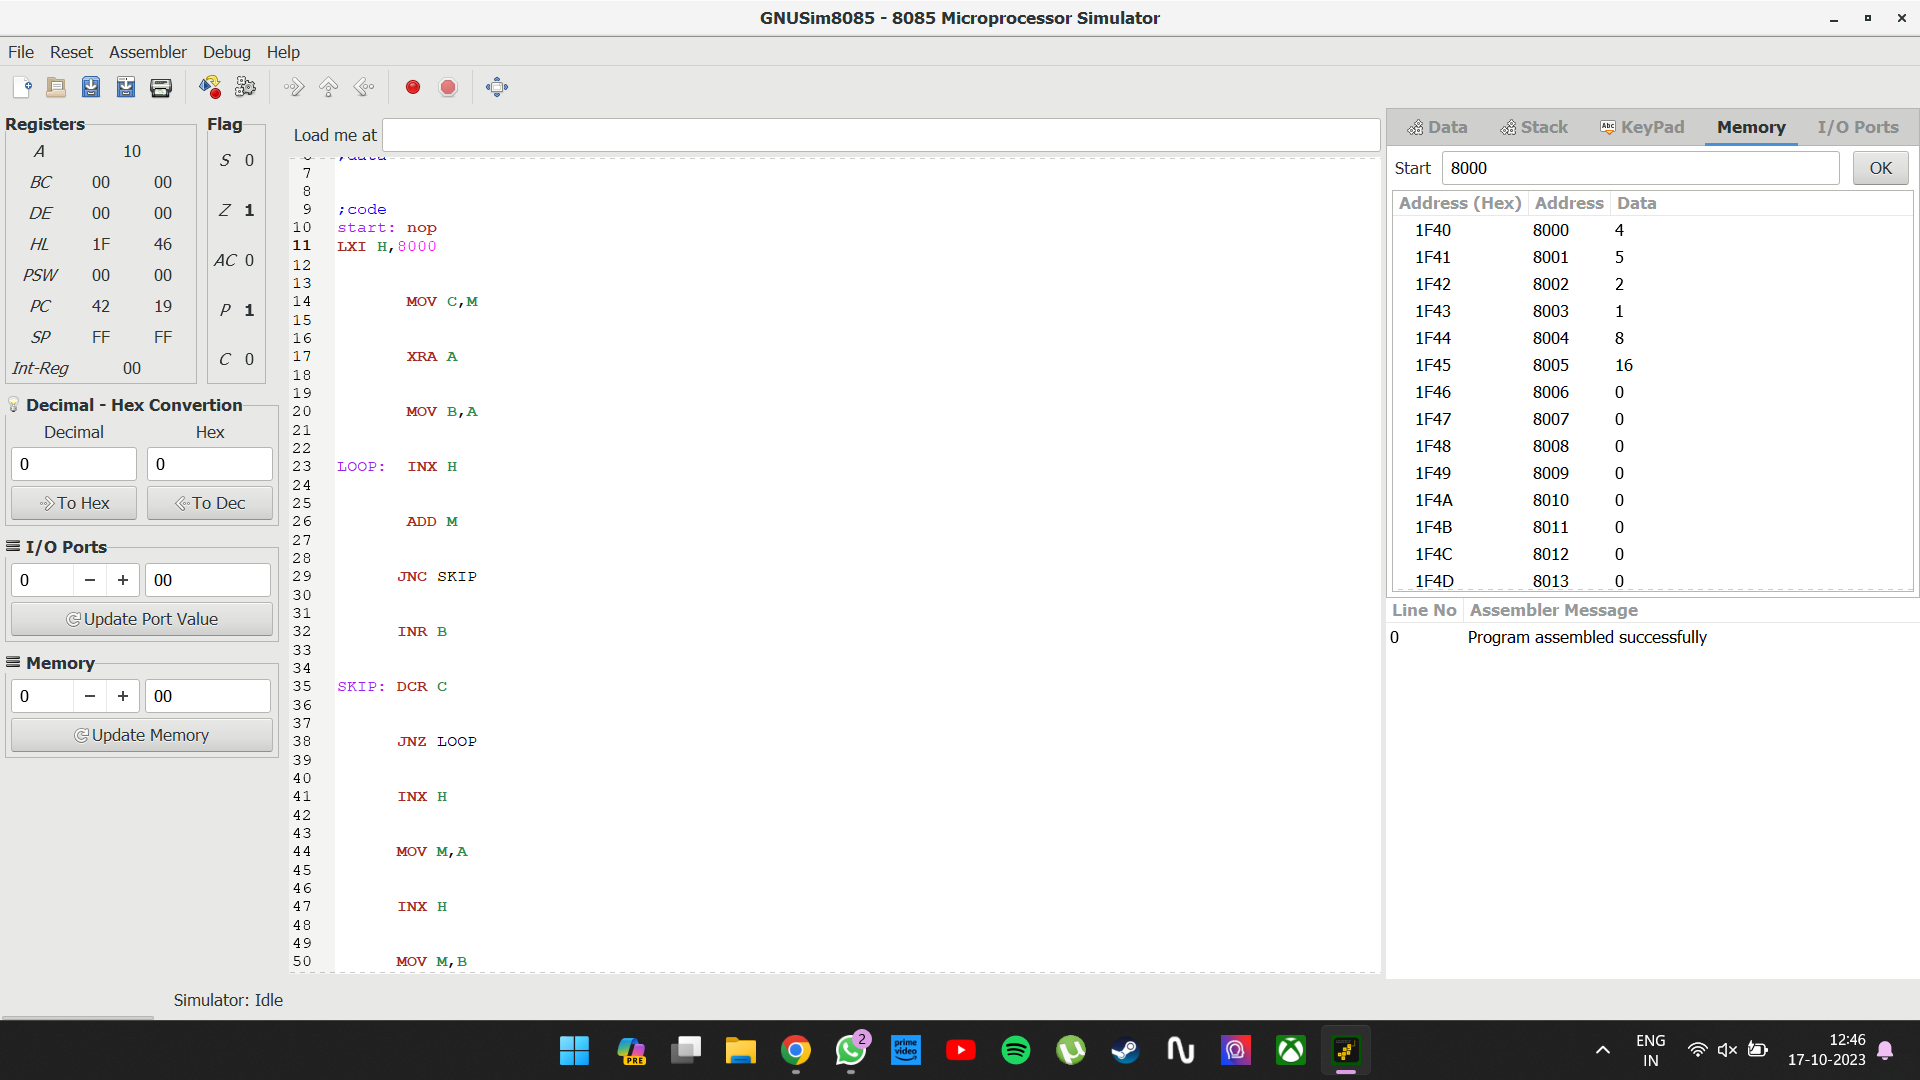 GNUSim8085 - 8085 Microprocessor Simulator
File Reset Assembler Debug Help
Registers
A 10
BC 00 00
DE 00 00
HL 1F 46
PSW 00 00
PC 42 19
SP FF FF
Int-Reg 00
Flag
S 0
Z 1
AC 0
P 1
C 0
Decimal - Hex Convertion
Decimal Hex
0 0
To Hex To Dec
I/O Ports
0 − + 00
Update Port Value
Memory
0 − + 00
Update Memory
Load me at
6 ;data
7
8
9 ;code
10 start: nop
11 LXI H,8000
12
13
14 MOV C,M
15
16
17 XRA A
18
19
20 MOV B,A
21
22
23 LOOP: INX H
24
25
26 ADD M
27
28
29 JNC SKIP
30
31
32 INR B
33
34
35 SKIP: DCR C
36
37
38 JNZ LOOP
39
40
41 INX H
42
43
44 MOV M,A
45
46
47 INX H
48
49
50 MOV M,B
Data Stack Abc KeyPad Memory I/O Ports
Start 8000 OK
Address (Hex) Address Data
1F40 8000 4
1F41 8001 5
1F42 8002 2
1F43 8003 1
1F44 8004 8
1F45 8005 16
1F46 8006 0
1F47 8007 0
1F48 8008 0
1F49 8009 0
1F4A 8010 0
1F4B 8011 0
1F4C 8012 0
1F4D 8013 0
Line No Assembler Message
0 Program assembled successfully
Simulator: Idle
PRE
2
prime video
ENG
IN
12:46
17-10-2023